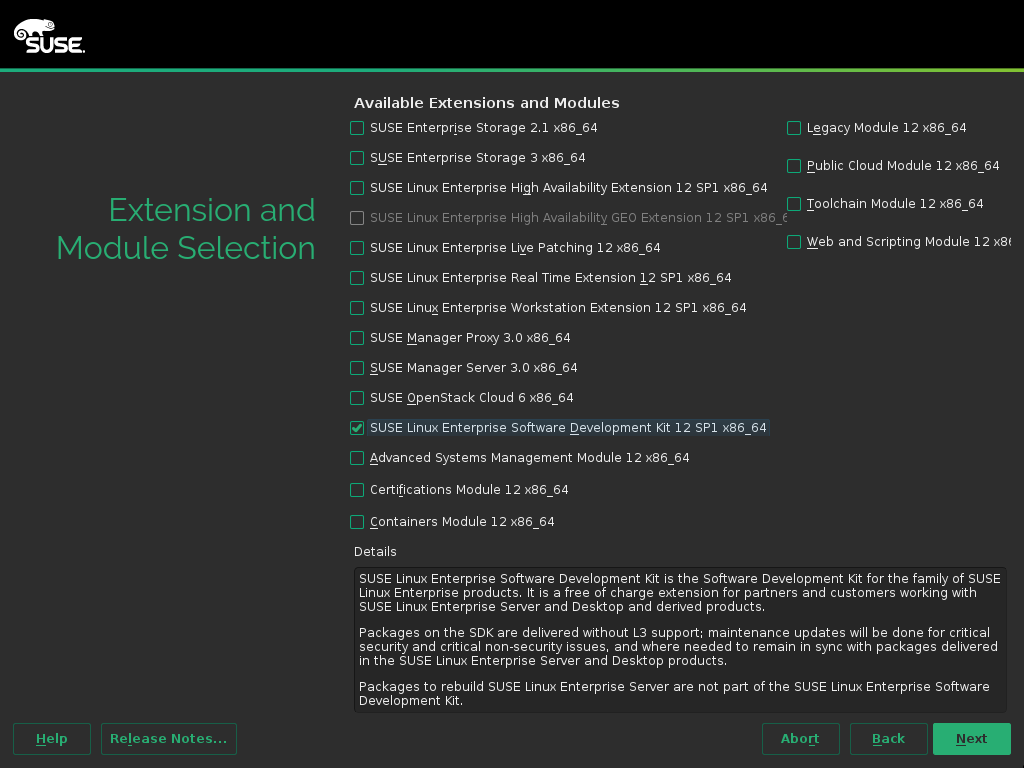 SUSE
Extension and
Module Selection
Available Extensions and Modules
SUSE Enterprise Storage 2.1 x86_64
SUSE Enterprise Storage 3 x86_64
SUSE Linux Enterprise High Availability Extension 12 SP1 x86_64
SUSE Linux Enterprise High Availability GEO Extension 12 SP1 x86_6
SUSE Linux Enterprise Live Patching 12 x86_64
SUSE Linux Enterprise Real Time Extension 12 SP1 x86_64
SUSE Linux Enterprise Workstation Extension 12 SP1 x86_64
SUSE Manager Proxy 3.0 x86_64
SUSE Manager Server 3.0 x86_64
SUSE OpenStack Cloud 6 x86_64
SUSE Linux Enterprise Software Development Kit 12 SP1 x86_64
Advanced Systems Management Module 12 x86_64
Certifications Module 12 x86_64
Containers Module 12 x86_64
Legacy Module 12 x86_64
Public Cloud Module 12 x86_64
Toolchain Module 12 x86_64
Web and Scripting Module 12 x86
Details
SUSE Linux Enterprise Software Development Kit is the Software Development Kit for the family of SUSE
Linux Enterprise products. It is a free of charge extension for partners and customers working with
SUSE Linux Enterprise Server and Desktop and derived products.
Packages on the SDK are delivered without L3 support; maintenance updates will be done for critical
security and critical non-security issues, and where needed to remain in sync with packages delivered
in the SUSE Linux Enterprise Server and Desktop products.
Packages to rebuild SUSE Linux Enterprise Server are not part of the SUSE Linux Enterprise Software
Development Kit.
Help
Release Notes...
Abort
Back
Next